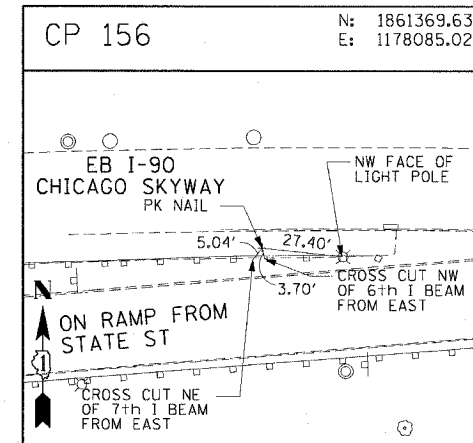 CP 156
N: 1861369.63
E: 1178085.02
EB I-90
CHICAGO SKYWAY
PK NAIL
NW FACE OF
LIGHT POLE
5.04'
27.40'
3.70'
CROSS CUT NW
OF 6th I BEAM
FROM EAST
N
1
ON RAMP FROM
STATE ST
CROSS CUT NE
OF 7th I BEAM
FROM EAST